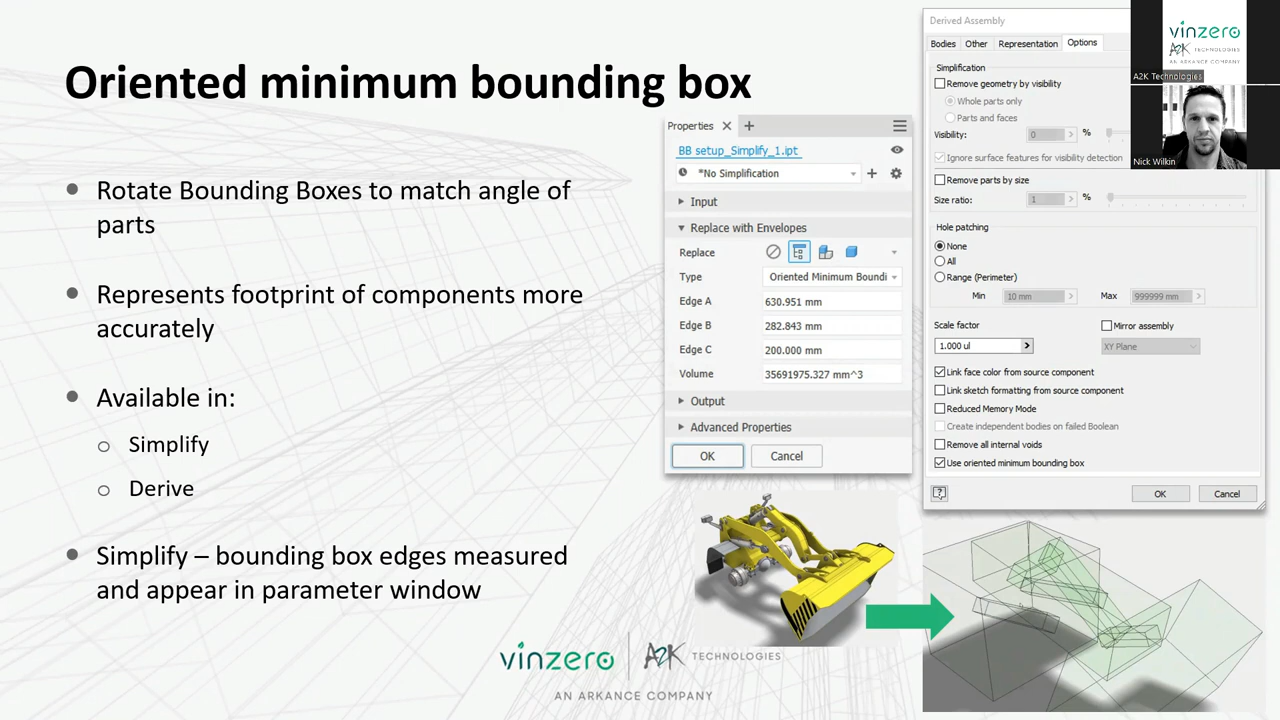 Oriented minimum bounding box
Rotate Bounding Boxes to match angle of
parts
Represents footprint of components more
accurately
Available in:
Simplify
Derive
Simplify – bounding box edges measured
and appear in parameter window
Properties
BB setup_Simplify_1.ipt
*No Simplification
Input
Replace with Envelopes
Replace
Type Oriented Minimum Boundi
Edge A 630.951 mm
Edge B 282.843 mm
Edge C 200.000 mm
Volume 35691975.327 mm^3
Output
Advanced Properties
OK Cancel
Derived Assembly
Bodies Other Representation Options
Simplification
Remove geometry by visibility
Whole parts only
Parts and faces
Visibility: 0 %
Ignore surface features for visibility detection
Remove parts by size
Size ratio: 1 %
Hole patching
None
All
Range (Perimeter)
Min 10 mm Max 999999 mm
Scale factor Mirror assembly
1.000 ul XY Plane
Link face color from source component
Link sketch formatting from source component
Reduced Memory Mode
Create independent bodies on failed Boolean
Remove all internal voids
Use oriented minimum bounding box
?
OK Cancel
vinzero
A2K TECHNOLOGIES
AN ARKANCE COMPANY
A2K Technologies
Nick Wilkin
vinzero A2K TECHNOLOGIES
AN ARKANCE COMPANY